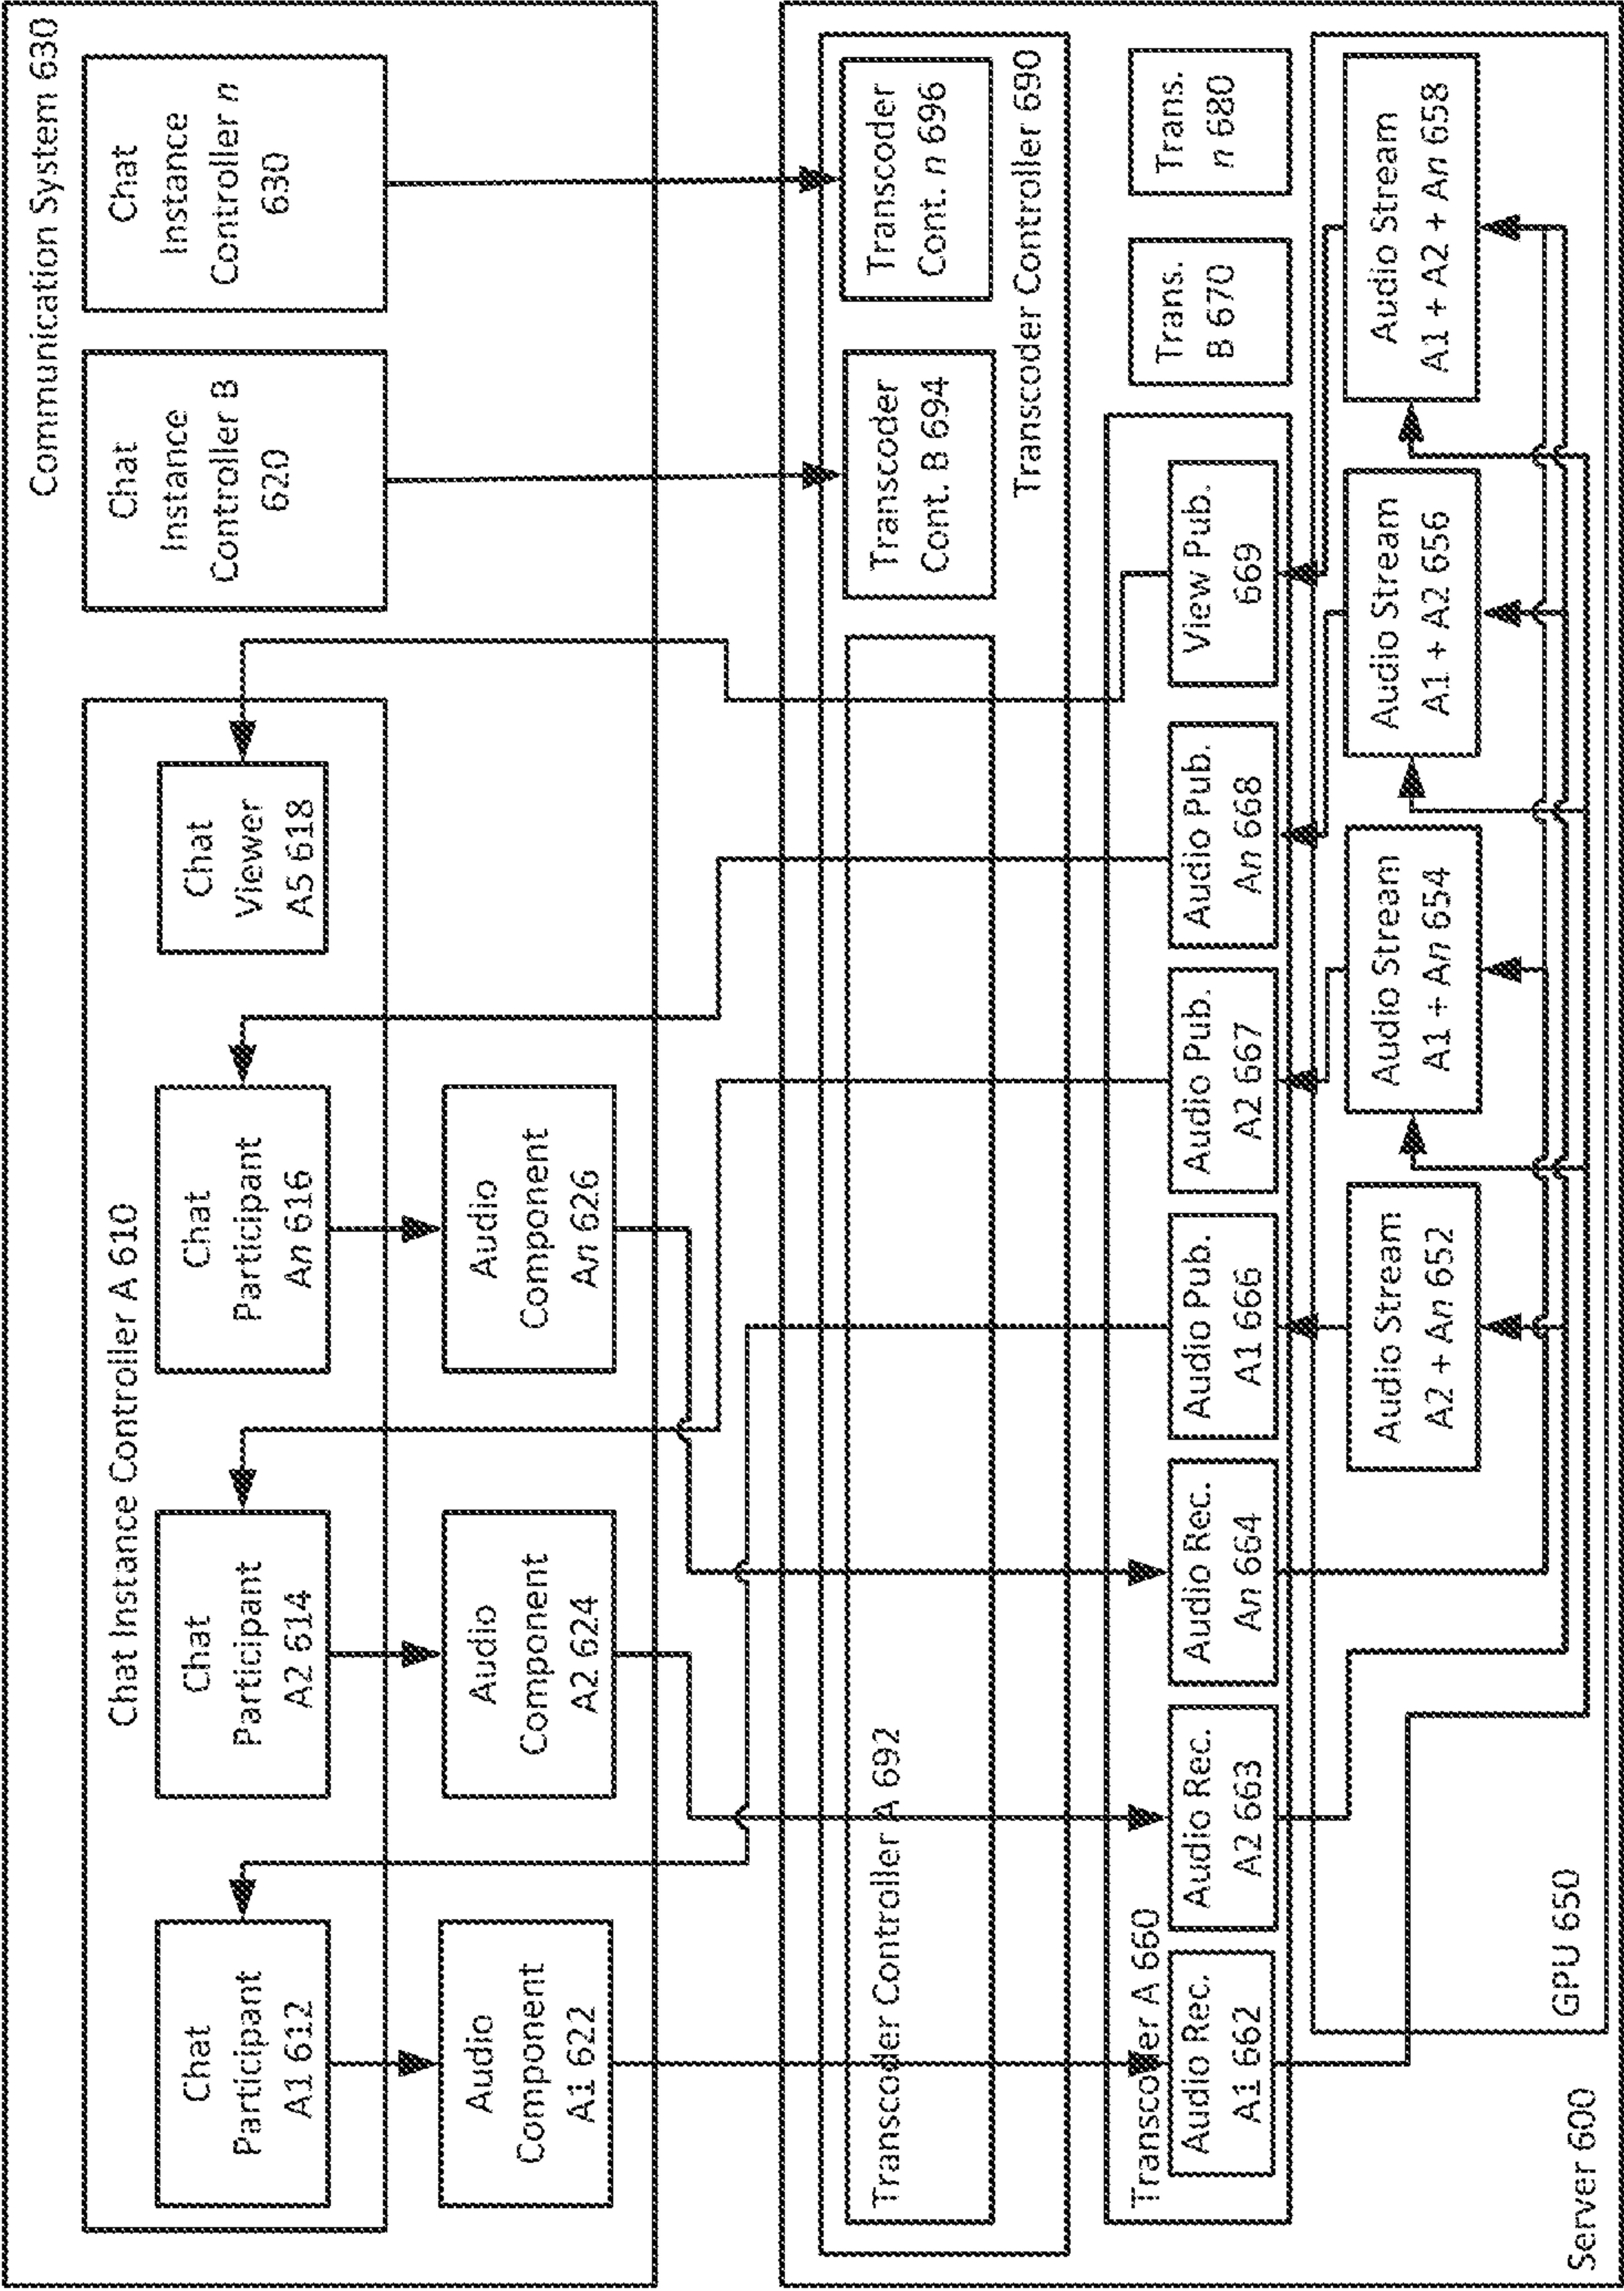 Communication System 630
Chat Instance Controller A 610
Chat
Participant
A1 612
Chat
Participant
A2 614
Chat
Participant
An 616
Chat
Viewer
A5 618
Chat
Instance
Controller B
620
Chat
Instance
Controller n
630
Audio
Component
A1 622
Audio
Component
A2 624
Audio
Component
An 626
Transcoder Controller A 692
Transcoder
Cont. B 694
Transcoder
Cont. n 696
Transcoder Controller 690
Transcoder A 660
Audio Rec.
A1 662
Audio Rec.
A2 663
Audio Rec.
An 664
Audio Pub.
A1 666
Audio Pub.
A2 667
Audio Pub.
An 668
View Pub.
669
Trans.
B 670
Trans.
n 680
Audio Stream
A2 + An 652
Audio Stream
A1 + An 654
Audio Stream
A1 + A2 656
Audio Stream
A1 + A2 + An 658
GPU 650
Server 600